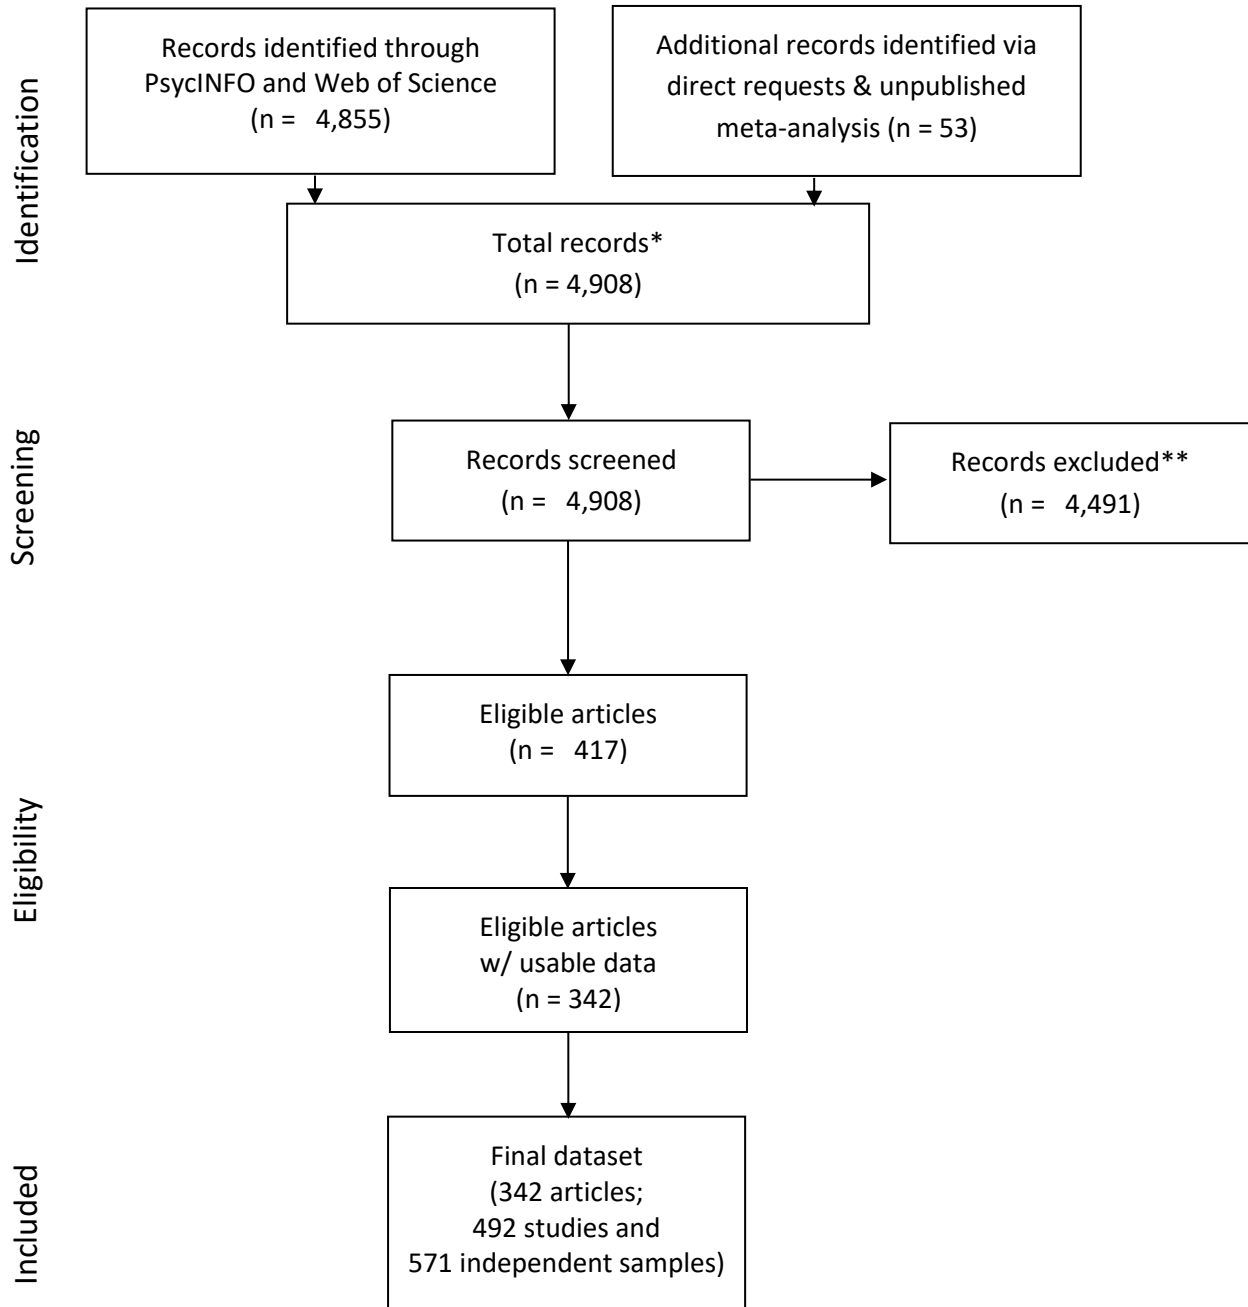 Identification
Records identified through
PsycINFO and Web of Science
(n =   4,855)
Additional records identified via
direct requests & unpublished
meta-analysis (n = 53)
Total records*
(n = 4,908)
Screening
Records screened
(n =   4,908)
Records excluded**
(n =   4,491)
Eligibility
Eligible articles
(n =   417)
Eligible articles
w/ usable data
(n = 342)
Included
Final dataset
(342 articles;
492 studies and
571 independent samples)